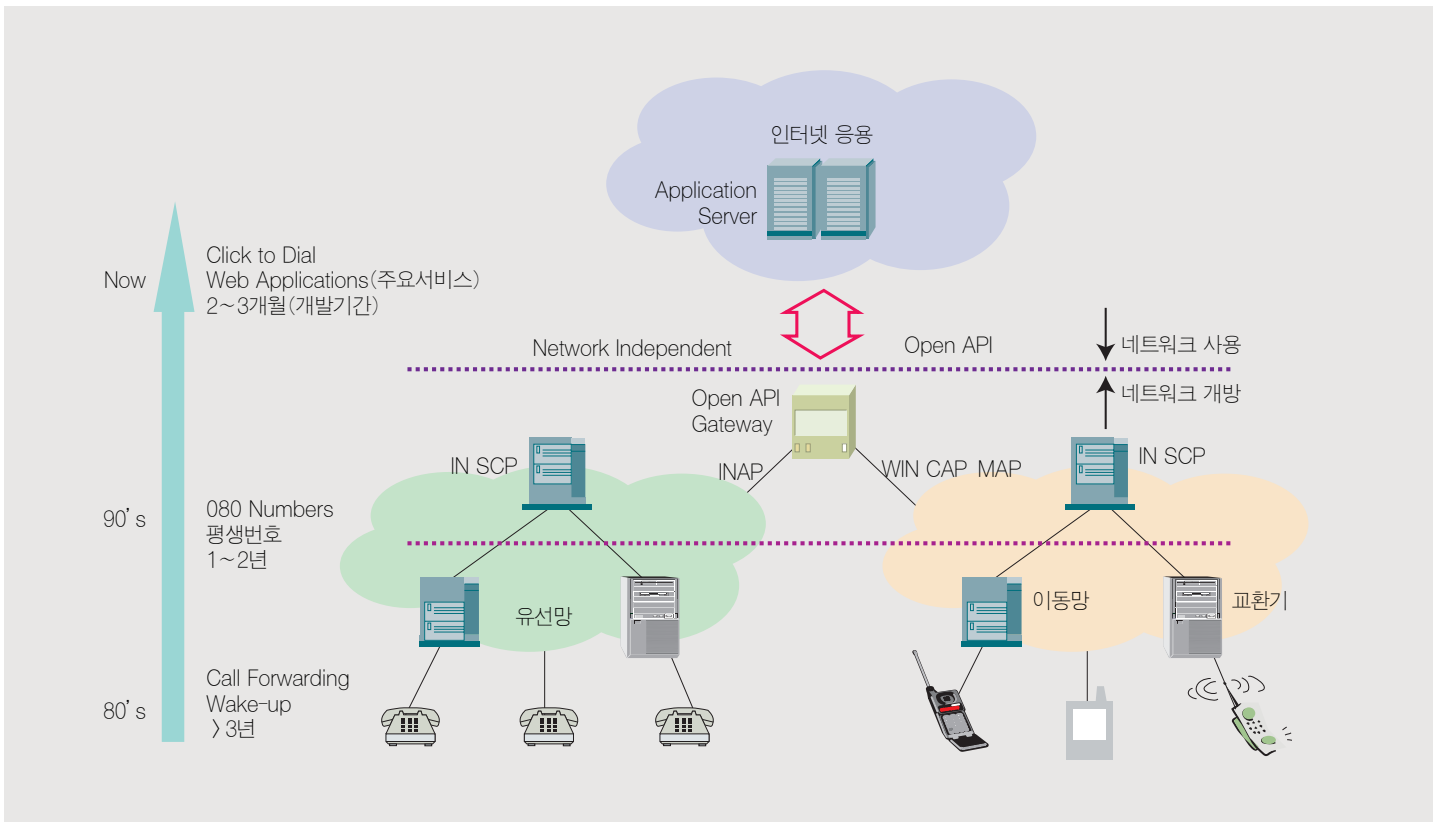 인터넷 응용
Application
Server
Now
Click to Dial
Web Applications(주요서비스)
2~3개월(개발기간)
Network Independent
Open API
네트워크 사용
네트워크 개방
Open API
Gateway
IN SCP
INAP
WIN CAP MAP
IN SCP
90's
080 Numbers
평생번호
1~2년
유선망
이동망
교환기
80's
Call Forwarding
Wake-up
> 3년